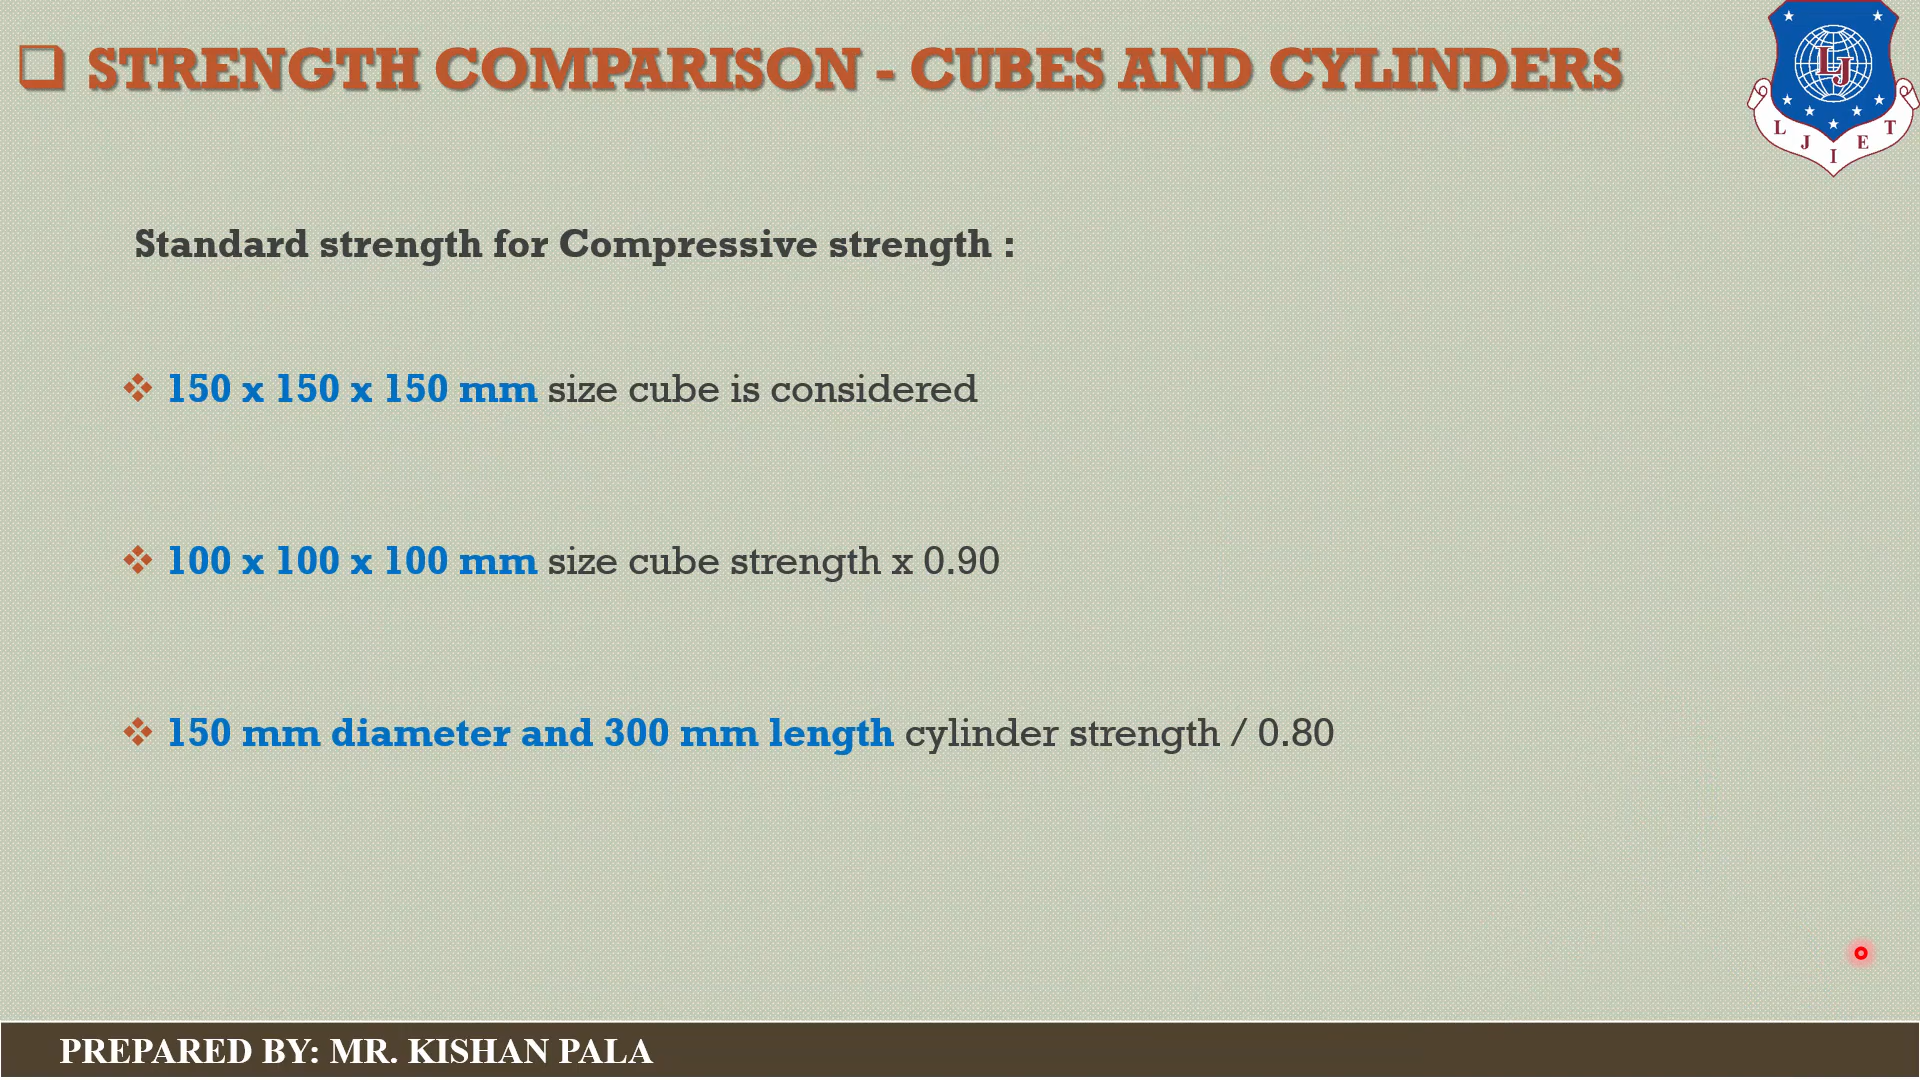 STRENGTH COMPARISON - CUBES AND CYLINDERS
LJ
L J I E T
Standard strength for Compressive strength :
150 x 150 x 150 mm size cube is considered
100 x 100 x 100 mm size cube strength x 0.90
150 mm diameter and 300 mm length cylinder strength / 0.80
PREPARED BY: MR. KISHAN PALA